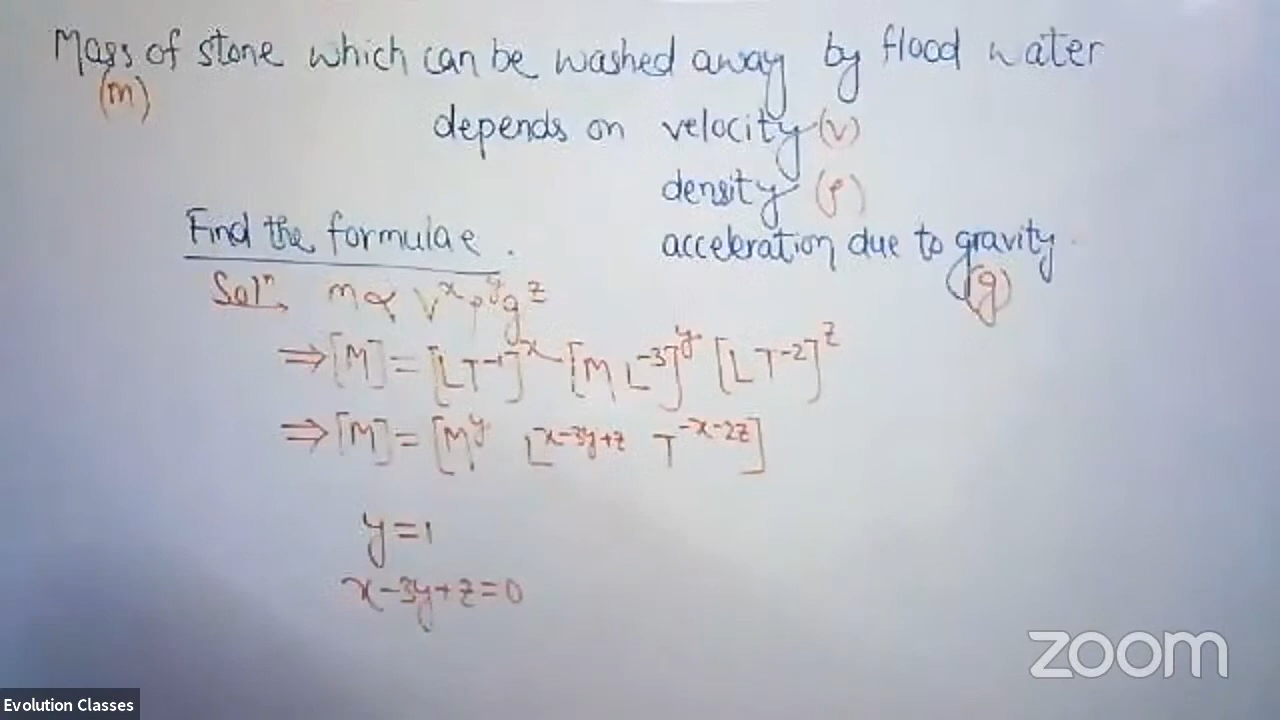 Mass of stone which can be washed away by flood water
(m)
depends on velocity (v)
density (ρ)
Find the formulae.
acceleration due to gravity.
(g)
Solⁿ. m ∝ v^x ρ^y g^z
⇒ [M] = [LT^-1]^x [ML^-3]^y [LT^-2]^z
⇒ [M] = [M^y L^x-3y+z T^-x-2z]
y = 1
x-3y+z=0
zoom
Evolution Classes